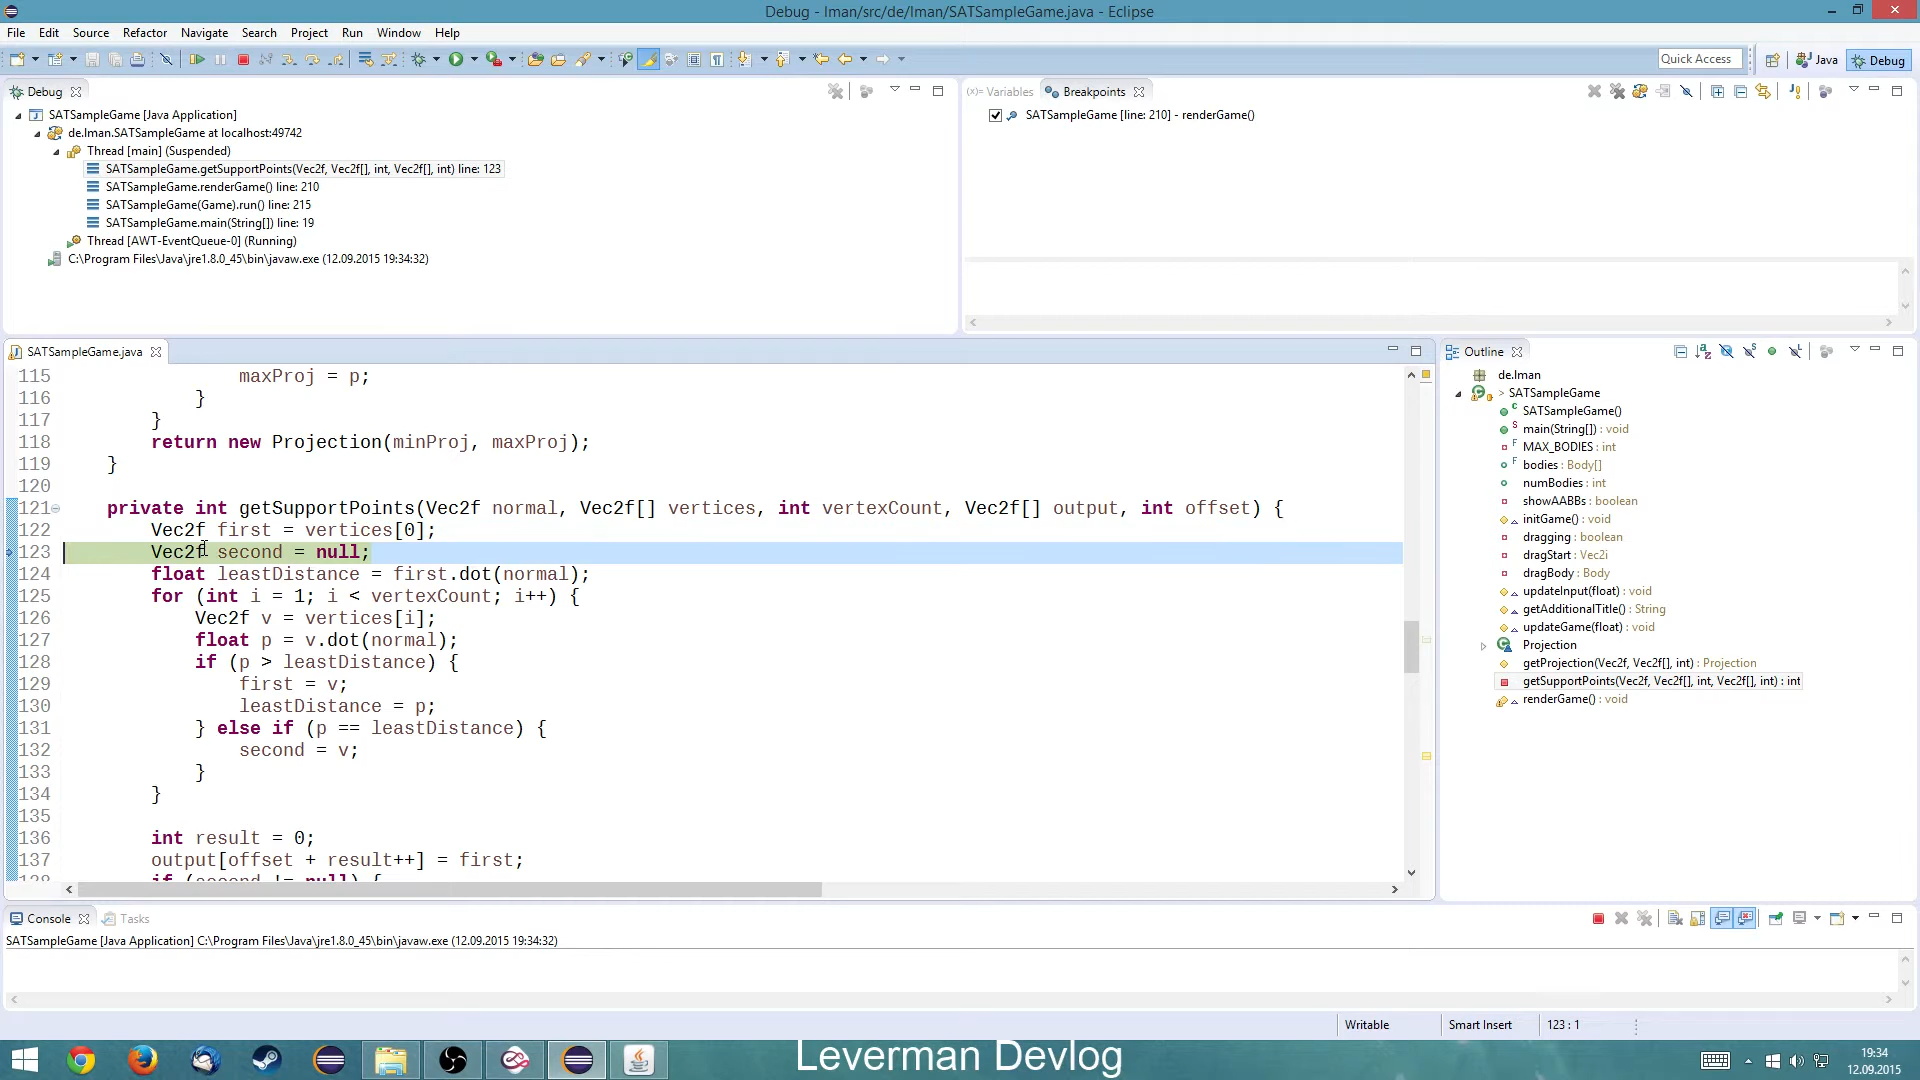 Debug - lman/src/de/lman/SATSampleGame.java - Eclipse
File Edit Source Refactor Navigate Search Project Run Window Help
Quick Access Java Debug
Debug
SATSampleGame [Java Application]
de.lman.SATSampleGame at localhost:49742
Thread [main] (Suspended)
SATSampleGame.getSupportPoints(Vec2f, Vec2f[], int, Vec2f[], int) line: 123
SATSampleGame.renderGame() line: 210
SATSampleGame(Game).run() line: 215
SATSampleGame.main(String[]) line: 19
Thread [AWT-EventQueue-0] (Running)
C:\Program Files\Java\jre1.8.0_45\bin\javaw.exe (12.09.2015 19:34:32)
(x)= Variables Breakpoints
SATSampleGame [line: 210] - renderGame()
SATSampleGame.java
115 maxProj = p;
116 }
117 }
118 return new Projection(minProj, maxProj);
119 }
120
121 private int getSupportPoints(Vec2f normal, Vec2f[] vertices, int vertexCount, Vec2f[] output, int offset) {
122 Vec2f first = vertices[0];
123 Vec2f second = null;
124 float leastDistance = first.dot(normal);
125 for (int i = 1; i < vertexCount; i++) {
126 Vec2f v = vertices[i];
127 float p = v.dot(normal);
128 if (p > leastDistance) {
129 first = v;
130 leastDistance = p;
131 } else if (p == leastDistance) {
132 second = v;
133 }
134 }
135
136 int result = 0;
137 output[offset + result++] = first;
138 if (second != null) {
Outline
de.lman
> SATSampleGame
SATSampleGame()
main(String[]) : void
MAX_BODIES : int
bodies : Body[]
numBodies : int
showAABBs : boolean
initGame() : void
dragging : boolean
dragStart : Vec2i
dragBody : Body
updateInput(float) : void
getAdditionalTitle() : String
updateGame(float) : void
Projection
getProjection(Vec2f, Vec2f[], int) : Projection
getSupportPoints(Vec2f, Vec2f[], int, Vec2f[], int) : int
renderGame() : void
Console Tasks
SATSampleGame [Java Application] C:\Program Files\Java\jre1.8.0_45\bin\javaw.exe (12.09.2015 19:34:32)
Writable Smart Insert 123 : 1
Leverman Devlog
19:34
12.09.2015